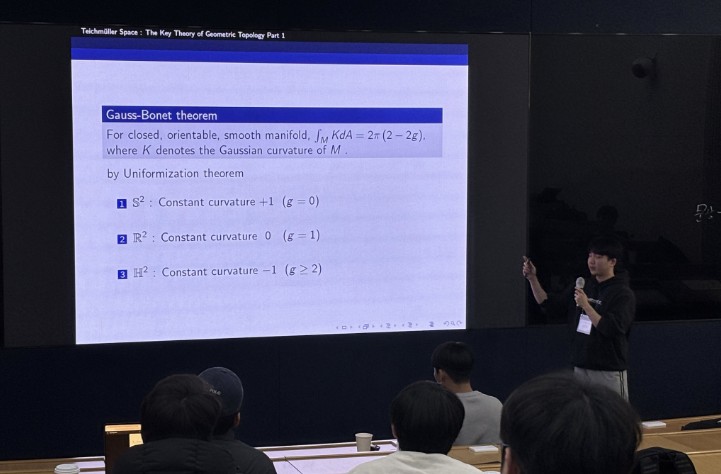 Teichmüller Space : The Key Theory of Geometric Topology Part 1
Gauss-Bonet theorem
For closed, orientable, smooth manifold, ∫_M KdA = 2π(2 − 2g),
where K denotes the Gaussian curvature of M .
by Uniformization theorem
1 𝕊² : Constant curvature +1 (g = 0)
2 ℝ² : Constant curvature 0 (g = 1)
3 ℍ² : Constant curvature −1 (g ≥ 2)